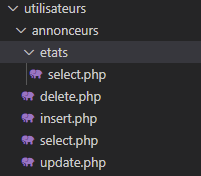 utilisateurs
annonceurs
etats
select.php
delete.php
insert.php
select.php
update.php